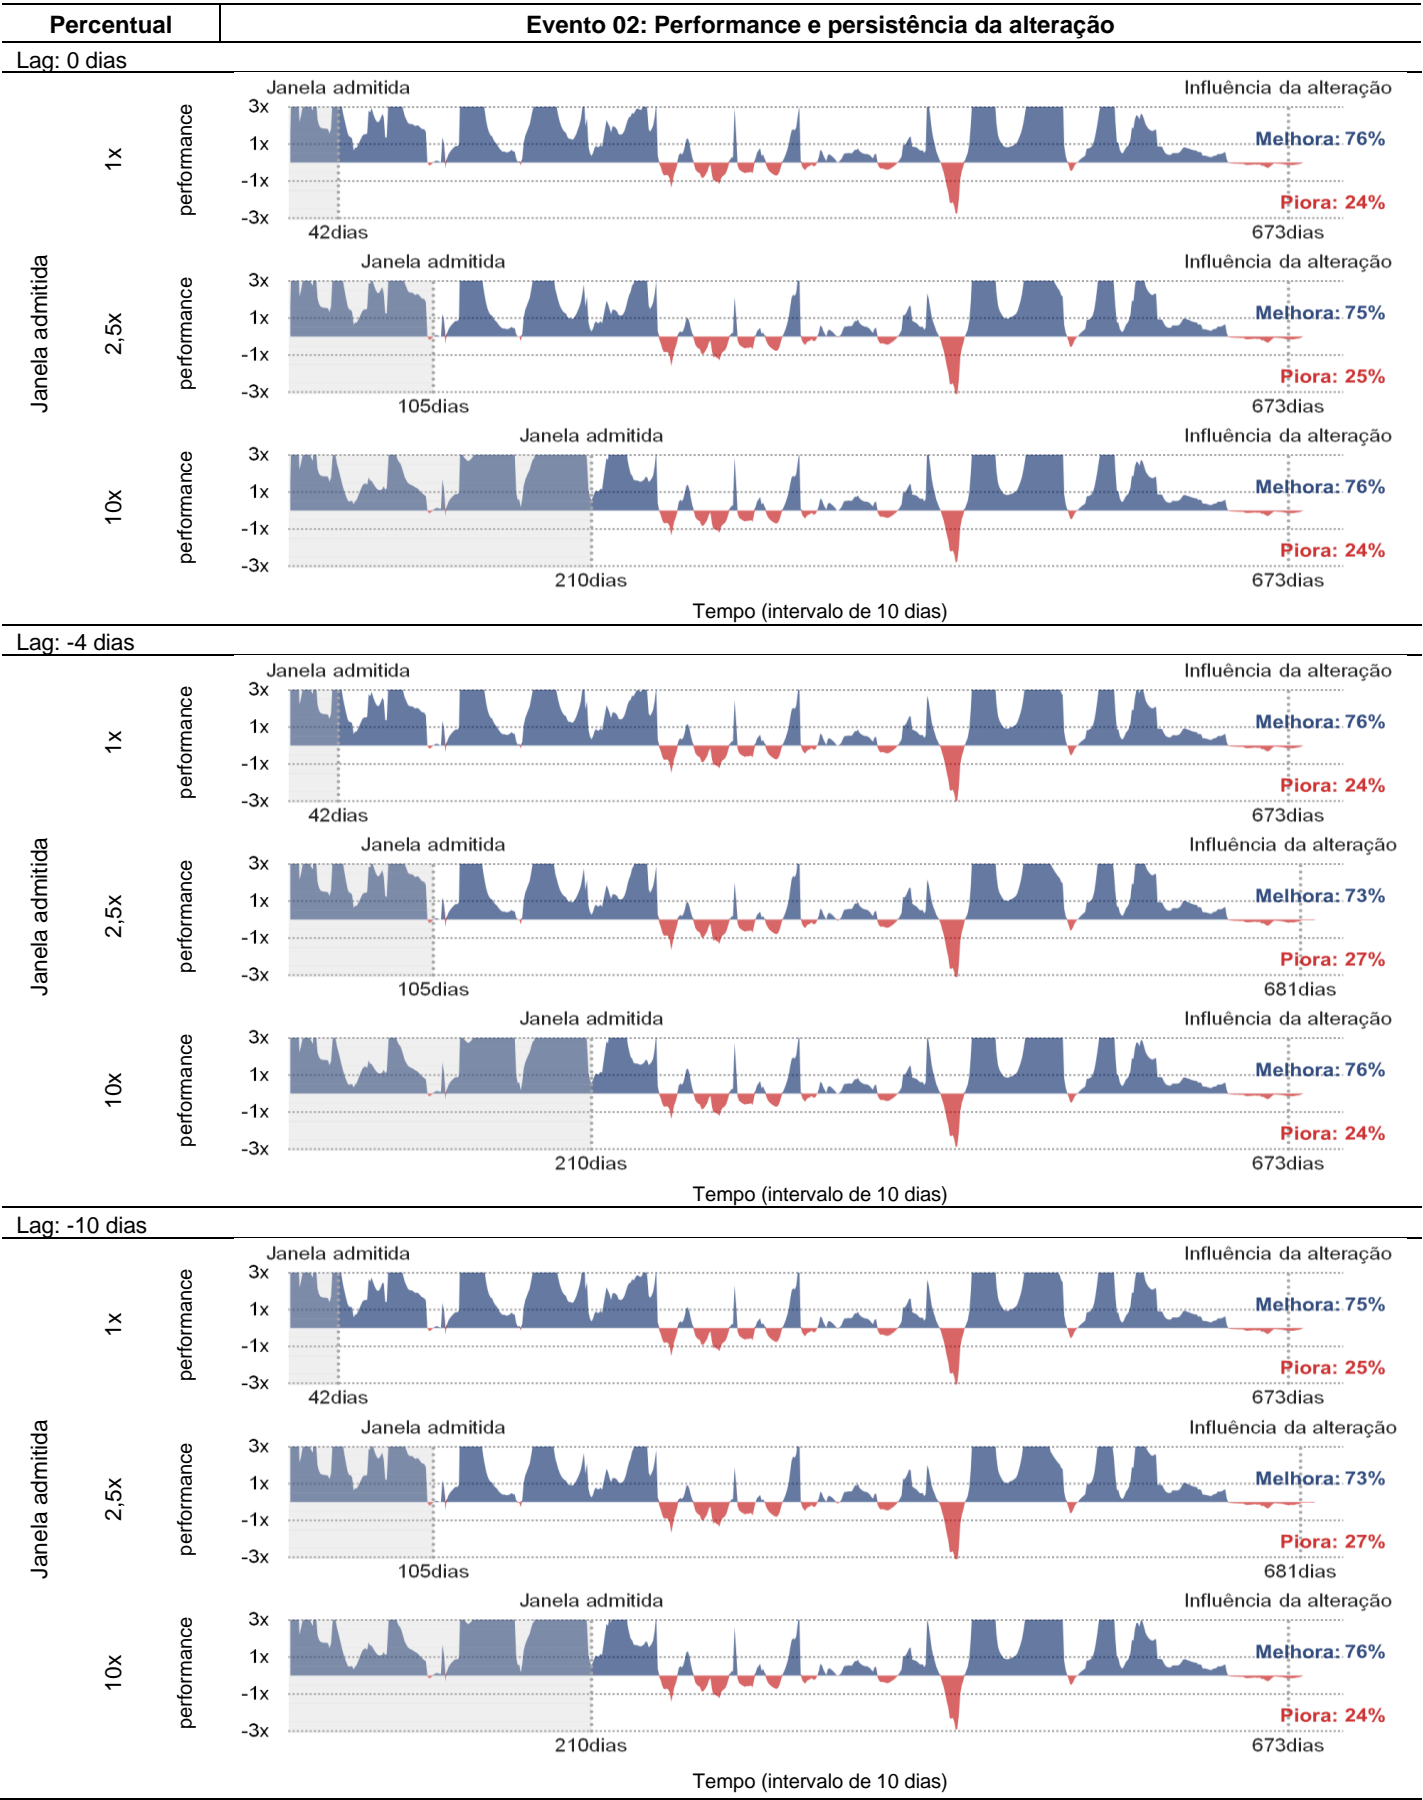 Percentual Evento 02: Performance e persistência da alteração
Lag: 0 dias
Janela admitida
1x
performance
Janela admitida Influência da alteração
3x
1x
-1x
-3x
Melhora: 76%
Piora: 24%
42dias 673dias
2,5x
performance
Janela admitida Influência da alteração
3x
1x
-1x
-3x
Melhora: 75%
Piora: 25%
105dias 673dias
10x
performance
Janela admitida Influência da alteração
3x
1x
-1x
-3x
Melhora: 76%
Piora: 24%
210dias 673dias
Tempo (intervalo de 10 dias)
Lag: -4 dias
Janela admitida
1x
performance
Janela admitida Influência da alteração
3x
1x
-1x
-3x
Melhora: 76%
Piora: 24%
42dias 673dias
2,5x
performance
Janela admitida Influência da alteração
3x
1x
-1x
-3x
Melhora: 73%
Piora: 27%
105dias 681dias
10x
performance
Janela admitida Influência da alteração
3x
1x
-1x
-3x
Melhora: 76%
Piora: 24%
210dias 673dias
Tempo (intervalo de 10 dias)
Lag: -10 dias
Janela admitida
1x
performance
Janela admitida Influência da alteração
3x
1x
-1x
-3x
Melhora: 75%
Piora: 25%
42dias 673dias
2,5x
performance
Janela admitida Influência da alteração
3x
1x
-1x
-3x
Melhora: 73%
Piora: 27%
105dias 681dias
10x
performance
Janela admitida Influência da alteração
3x
1x
-1x
-3x
Melhora: 76%
Piora: 24%
210dias 673dias
Tempo (intervalo de 10 dias)